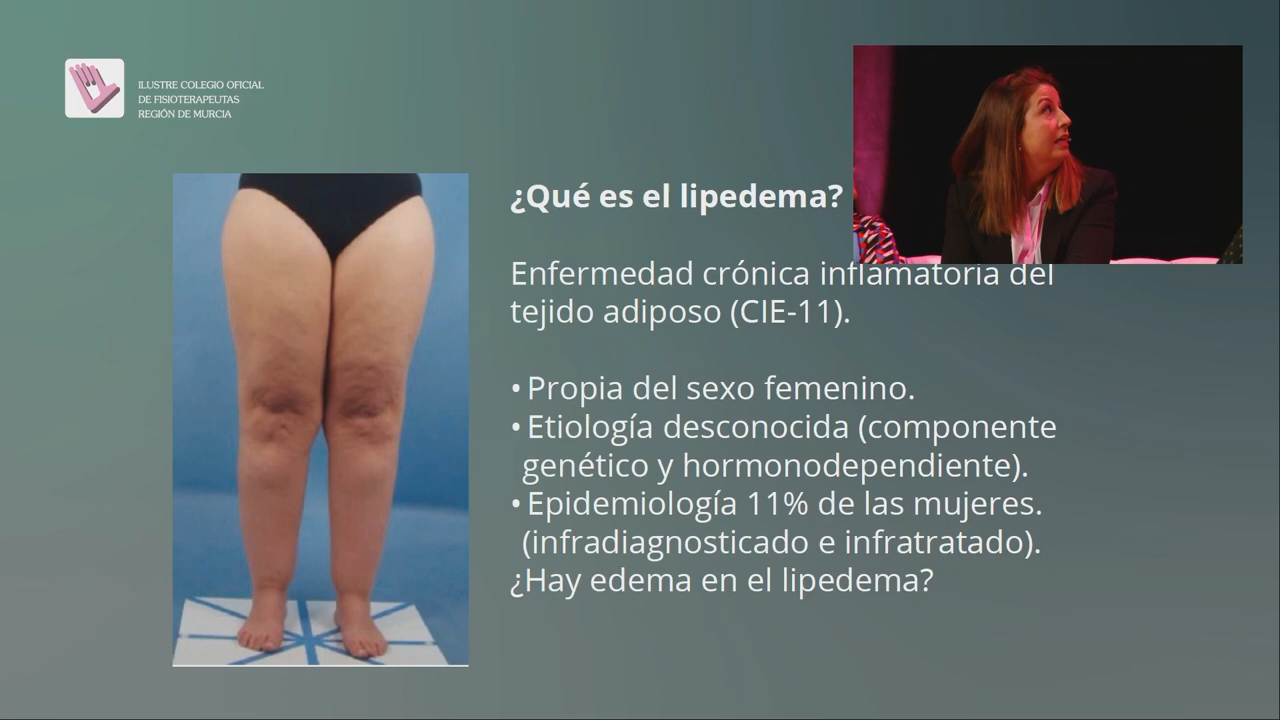 ILUSTRE COLEGIO OFICIAL
DE FISIOTERAPEUTAS
REGIÓN DE MURCIA
¿Qué es el lipedema?
Enfermedad crónica inflamatoria del
tejido adiposo (CIE-11).
• Propia del sexo femenino.
• Etiología desconocida (componente
genético y hormonodependiente).
• Epidemiología 11% de las mujeres.
(infradiagnosticado e infratratado).
¿Hay edema en el lipedema?